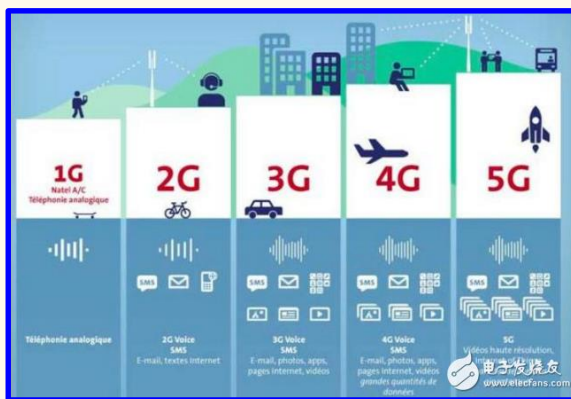 1G
Natel A/C
Téléphonie analogique
2G
3G
4G
5G
SMS
SMS
SMS
SMS
Téléphonie analogique
2G Voice
SMS
E-mail, textes internet
3G Voice
SMS
E-mail, photos, apps,
pages internet, vidéos
4G Voice
SMS
E-mail, photos, apps,
pages internet, vidéos
grandes quantités de
données
5G
Vidéos haute résolution,
电子发烧友
www.elecfans.com